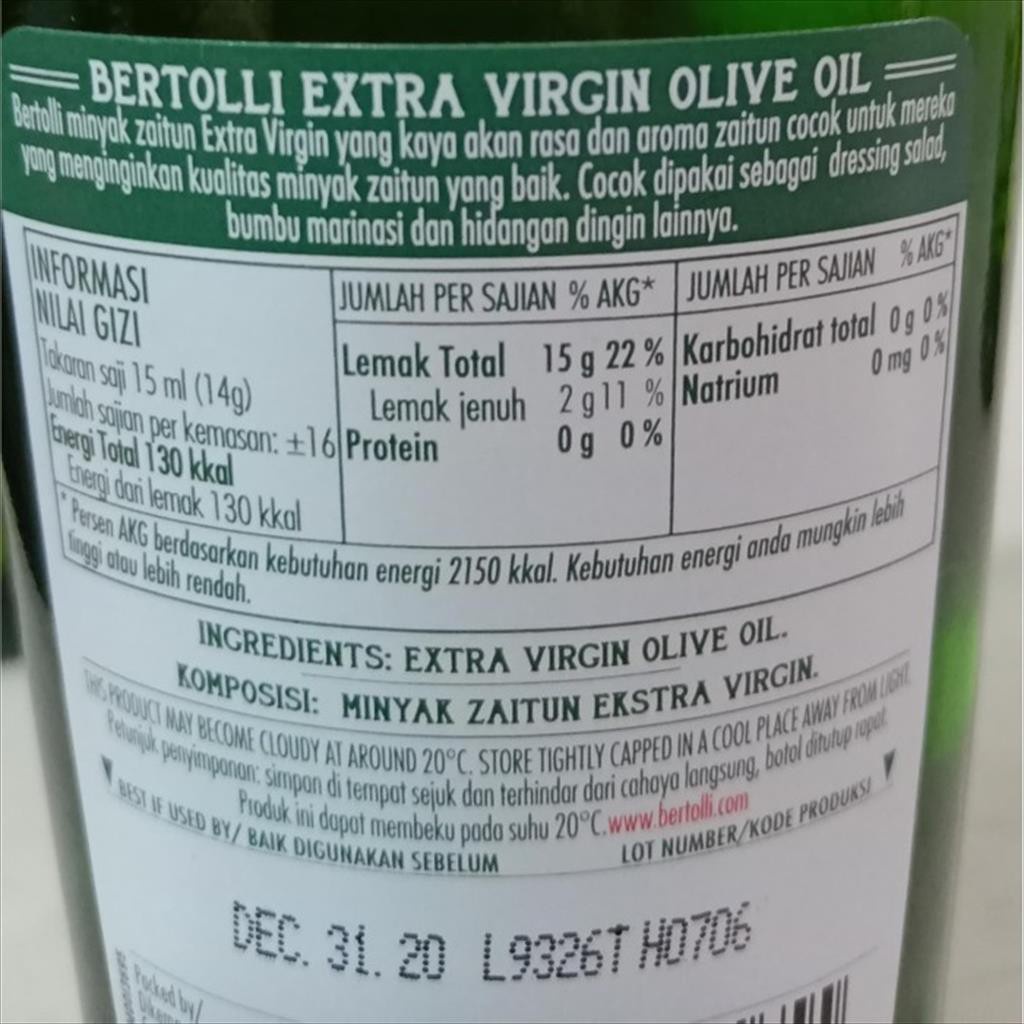 BERTOLLI EXTRA VIRGIN OLIVE OIL
Bertolli minyak zaitun Extra Virgin yang kaya akan rasa dan aroma zaitun cocok untuk mereka
yang menginginkan kualitas minyak zaitun yang baik. Cocok dipakai sebagai dressing salad,
bumbu marinasi dan hidangan dingin lainnya.
INFORMASI
NILAI GIZI
Takaran saji 15 ml (14g)
Jumlah sajian per kemasan: ±16
Energi Total 130 kkal
Energi dari lemak 130 kkal
JUMLAH PER SAJIAN % AKG*
Lemak Total 15 g 22 %
Lemak jenuh 2 g 11 %
Protein 0 g 0 %
JUMLAH PER SAJIAN % AKG*
Karbohidrat total 0 g 0 %
Natrium 0 mg 0 %
* Persen AKG berdasarkan kebutuhan energi 2150 kkal. Kebutuhan energi anda mungkin lebih
tinggi atau lebih rendah.
INGREDIENTS: EXTRA VIRGIN OLIVE OIL.
KOMPOSISI: MINYAK ZAITUN EKSTRA VIRGIN.
THIS PRODUCT MAY BECOME CLOUDY AT AROUND 20°C. STORE TIGHTLY CAPPED IN A COOL PLACE AWAY FROM LIGHT.
Petunjuk penyimpanan: simpan di tempat sejuk dan terhindar dari cahaya langsung, botol ditutup rapat.
Produk ini dapat membeku pada suhu 20°C. www.bertolli.com
BEST IF USED BY/ BAIK DIGUNAKAN SEBELUM
LOT NUMBER/KODE PRODUKSI
DEC. 31. 20 L9326T H0706
Packed by/